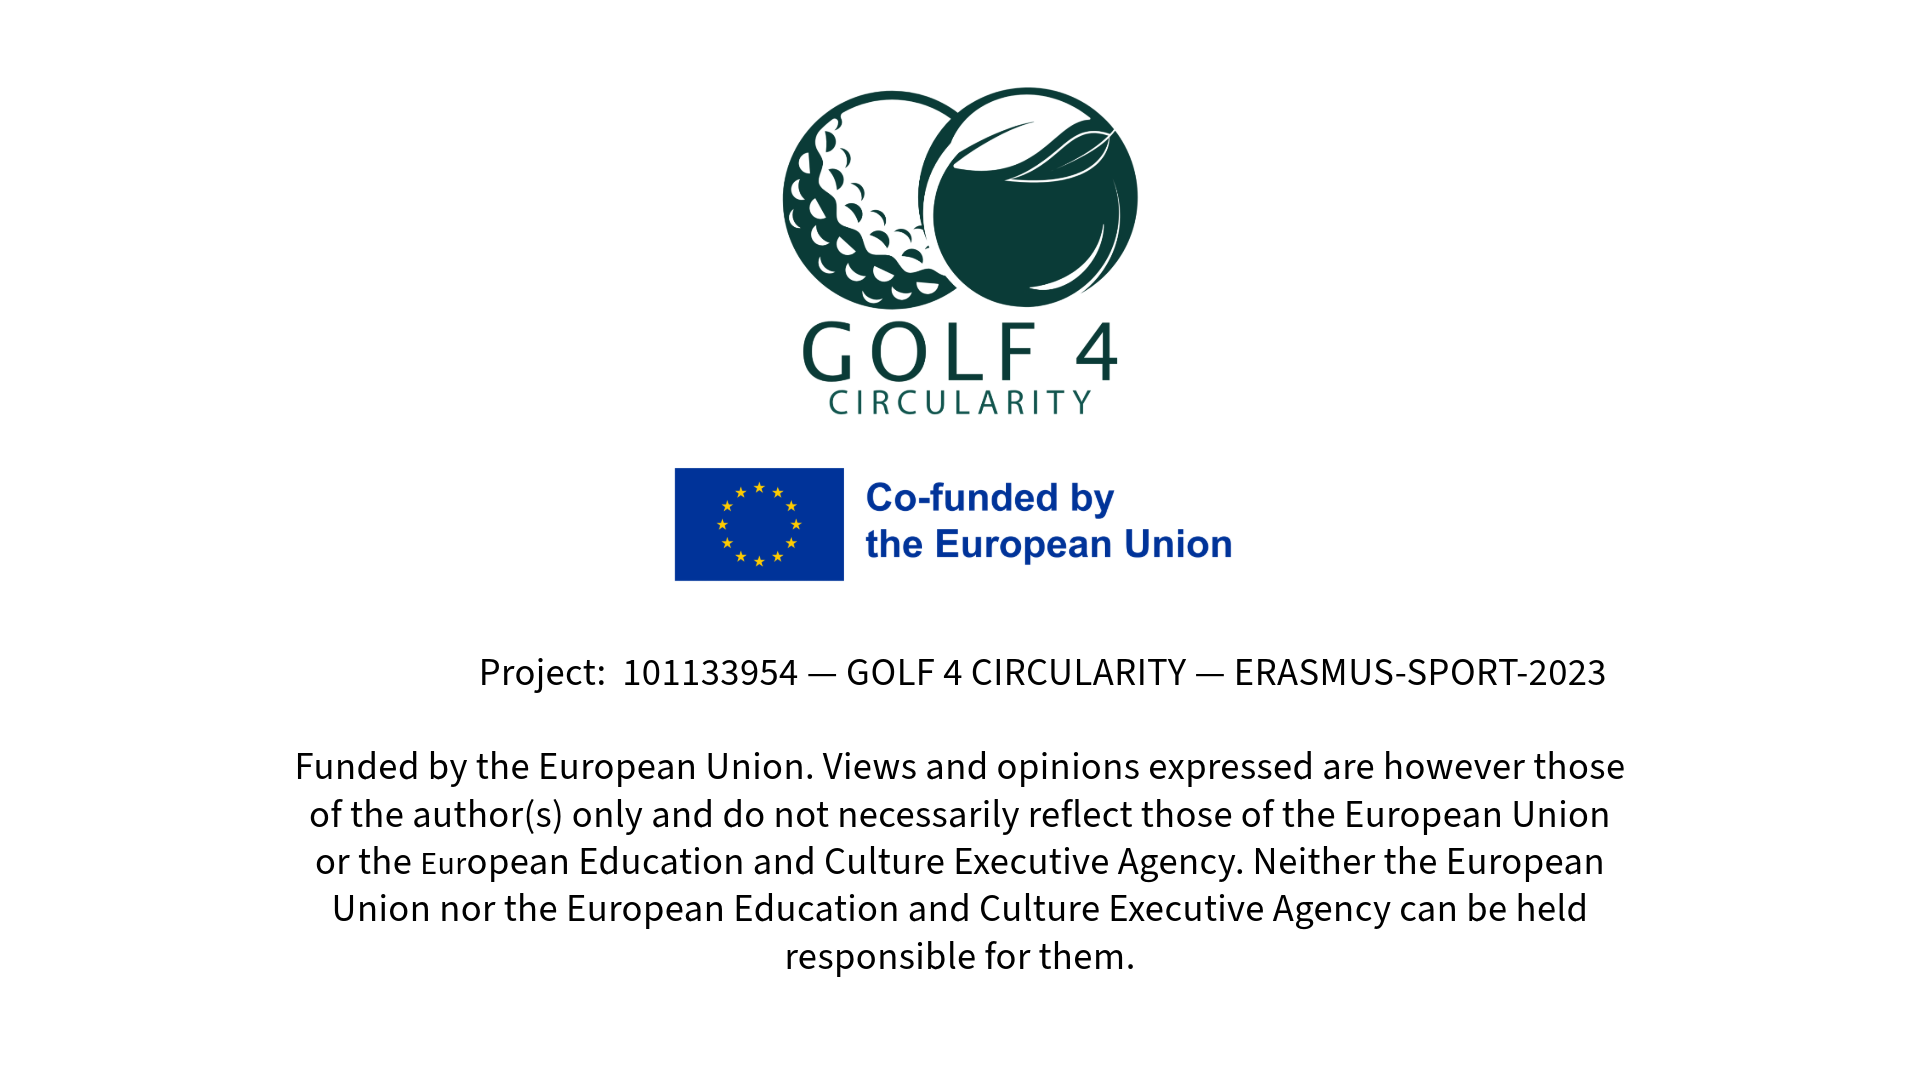 GOLF 4
CIRCULARITY
Co-funded by
the European Union
Project:  101133954 — GOLF 4 CIRCULARITY — ERASMUS-SPORT-2023
Funded by the European Union. Views and opinions expressed are however those
of the author(s) only and do not necessarily reflect those of the European Union
or the European Education and Culture Executive Agency. Neither the European
Union nor the European Education and Culture Executive Agency can be held
responsible for them.